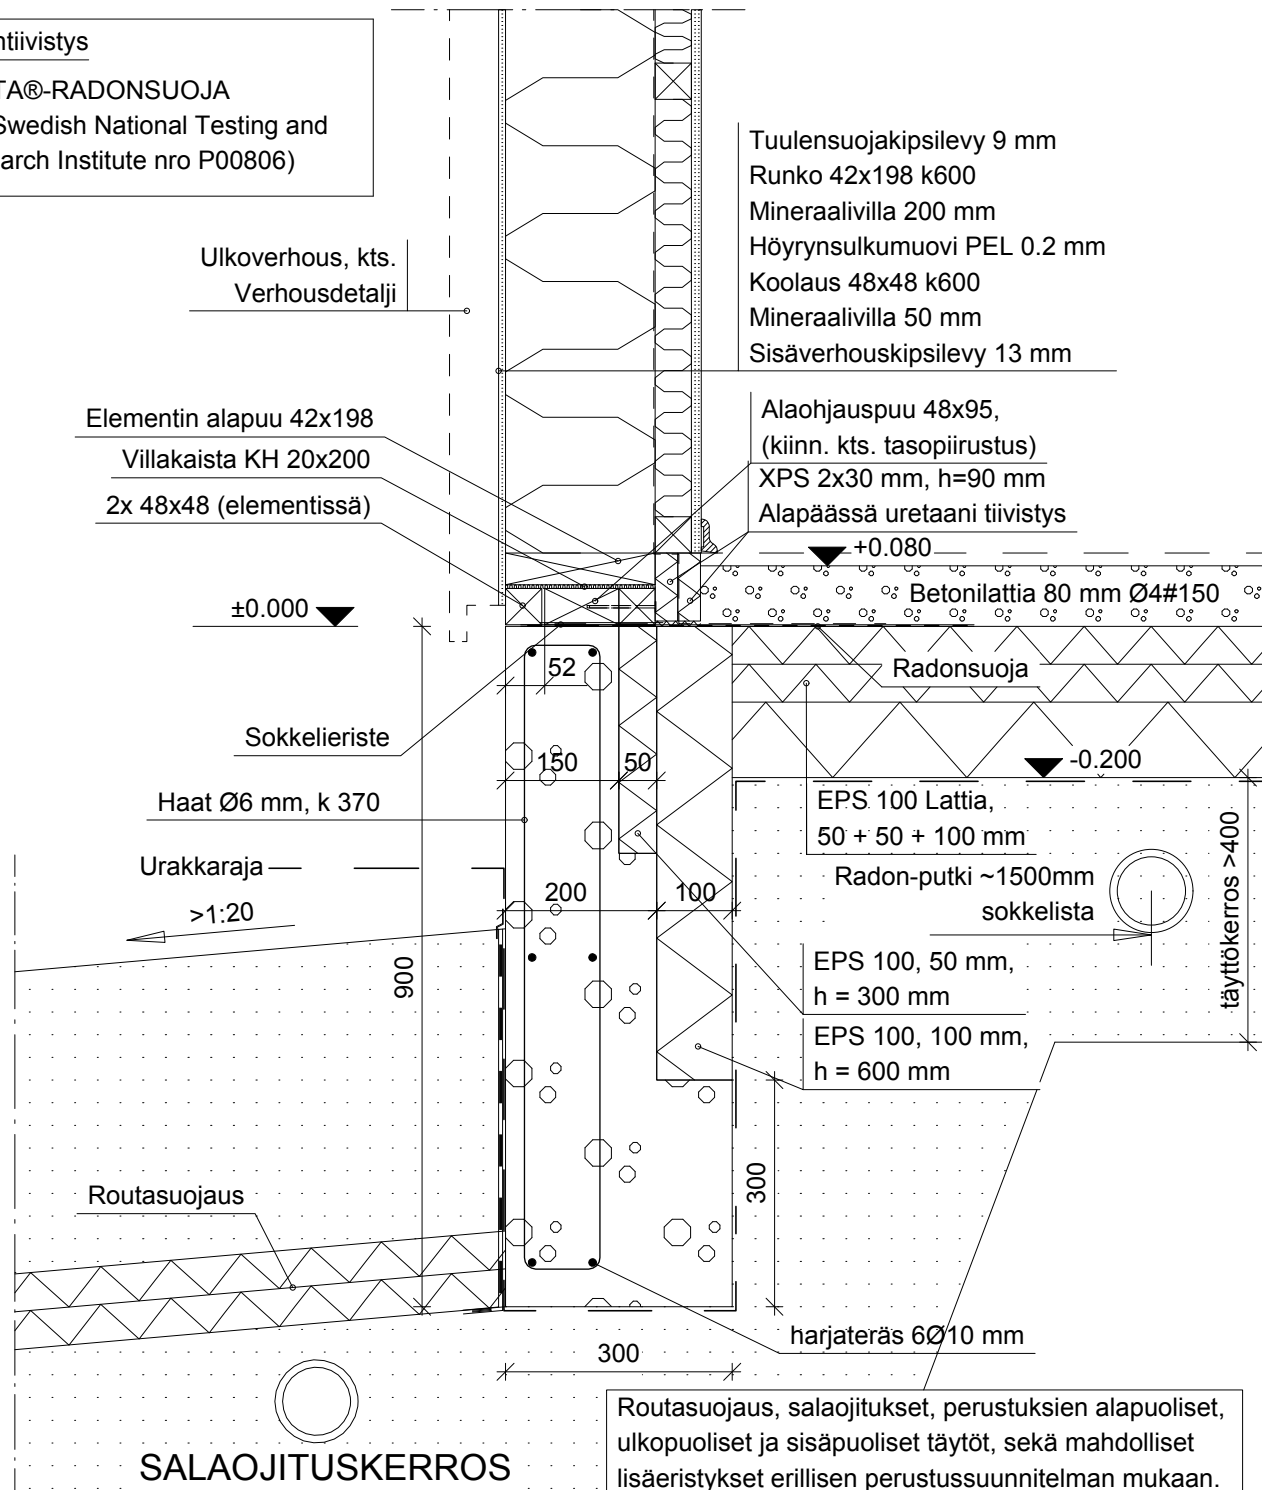 ntiivistys
TA®-RADONSUOJA
Swedish National Testing and
arch Institute nro P00806)
Tuulensuojakipsilevy 9 mm
Runko 42x198 k600
Mineraalivilla 200 mm
Höyrynsulkumuovi PEL 0.2 mm
Koolaus 48x48 k600
Mineraalivilla 50 mm
Sisäverhouskipsilevy 13 mm
Ulkoverhous, kts.
Verhousdetalji
Elementin alapuu 42x198
Villakaista KH 20x200
2x 48x48 (elementissä)
Alaohjauspuu 48x95,
(kiinn. kts. tasopiirustus)
XPS 2x30 mm, h=90 mm
Alapäässä uretaani tiivistys
+0.080
Betonilattia 80 mm Ø4#150
±0.000
52
Radonsuoja
Sokkelieriste
150
50
-0.200
Haat Ø6 mm, k 370
EPS 100 Lattia,
50 + 50 + 100 mm
Urakkaraja
>1:20
200
100
Radon-putki ~1500mm
sokkelista
täyttökerros >400
900
EPS 100, 50 mm,
h = 300 mm
EPS 100, 100 mm,
h = 600 mm
300
Routasuojaus
harjateräs 6Ø10 mm
300
SALAOJITUSKERROS
Routasuojaus, salaojitukset, perustuksien alapuoliset,
ulkopuoliset ja sisäpuoliset täytöt, sekä mahdolliset
lisäeristykset erillisen perustussuunnitelman mukaan.